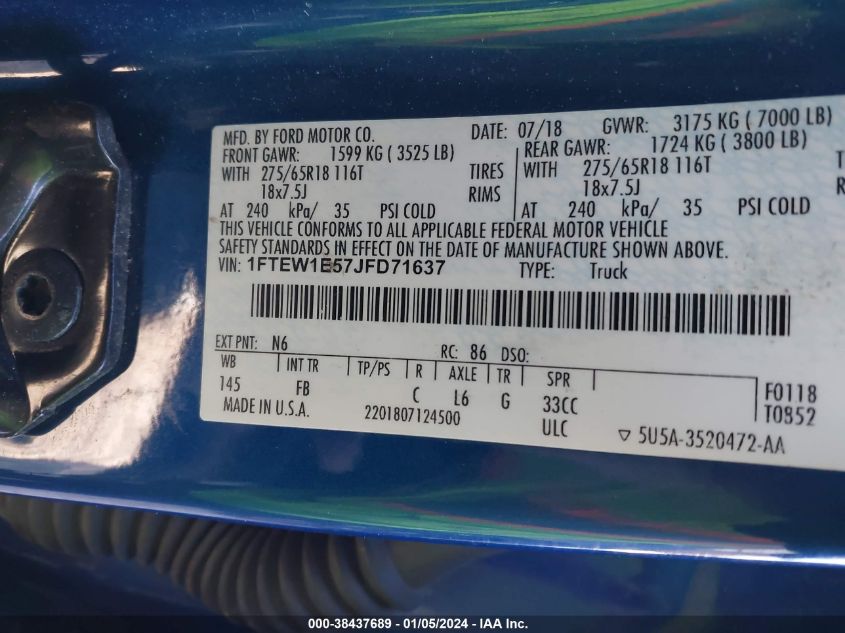 MFD. BY FORD MOTOR CO. DATE: 07/18 GVWR: 3175 KG ( 7000 LB)
FRONT GAWR: 1599 KG ( 3525 LB) REAR GAWR: 1724 KG ( 3800 LB)
WITH 275/65R18 116T TIRES WITH 275/65R18 116T
18x7.5J RIMS 18x7.5J
AT 240 kPa/ 35 PSI COLD AT 240 kPa/ 35 PSI COLD
THIS VEHICLE CONFORMS TO ALL APPLICABLE FEDERAL MOTOR VEHICLE
SAFETY STANDARDS IN EFFECT ON THE DATE OF MANUFACTURE SHOWN ABOVE.
VIN: 1FTEW1E57JFD71637 TYPE: Truck
EXT PNT: N6 RC: 86 DSO:
WB INT TR TP/PS R AXLE TR SPR
145 FB C L6 G 33CC F0118
MADE IN U.S.A. 2201807124500 ULC T0852
▽ 5U5A-3520472-AA
000-38437689 - 01/05/2024 - IAA Inc.